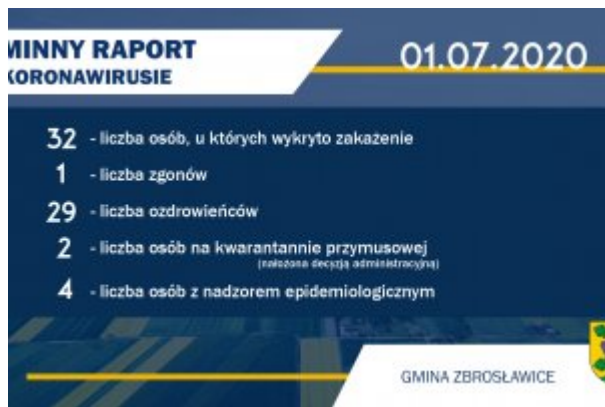 MINNY RAPORT
KORONAWIRUSIE
01.07.2020
32 - liczba osób, u których wykryto zakażenie
1 - liczba zgonów
29 - liczba ozdrowieńców
2 - liczba osób na kwarantannie przymusowej
(nałożona decyzją administracyjną)
4 - liczba osób z nadzorem epidemiologicznym
GMINA ZBROSŁAWICE